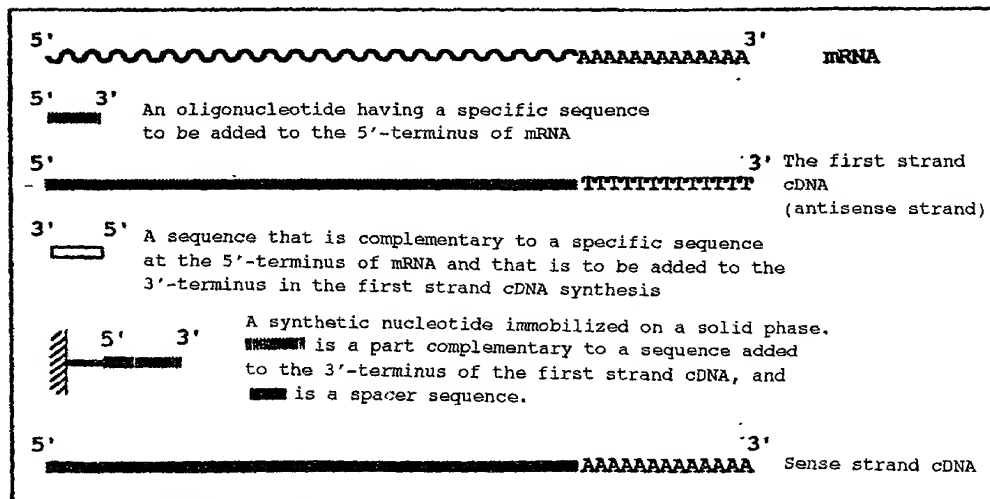 5' 3'
AAAAAAAAAAAAA mRNA
5' 3' An oligonucleotide having a specific sequence
to be added to the 5'-terminus of mRNA
5' 3' The first strand
TTTTTTTTTTTTT cDNA
(antisense strand)
3' 5' A sequence that is complementary to a specific sequence
at the 5'-terminus of mRNA and that is to be added to the
3'-terminus in the first strand cDNA synthesis
A synthetic nucleotide immobilized on a solid phase.
5' 3' is a part complementary to a sequence added
to the 3'-terminus of the first strand cDNA, and
is a spacer sequence.
5' 3'
AAAAAAAAAAAAA Sense strand cDNA